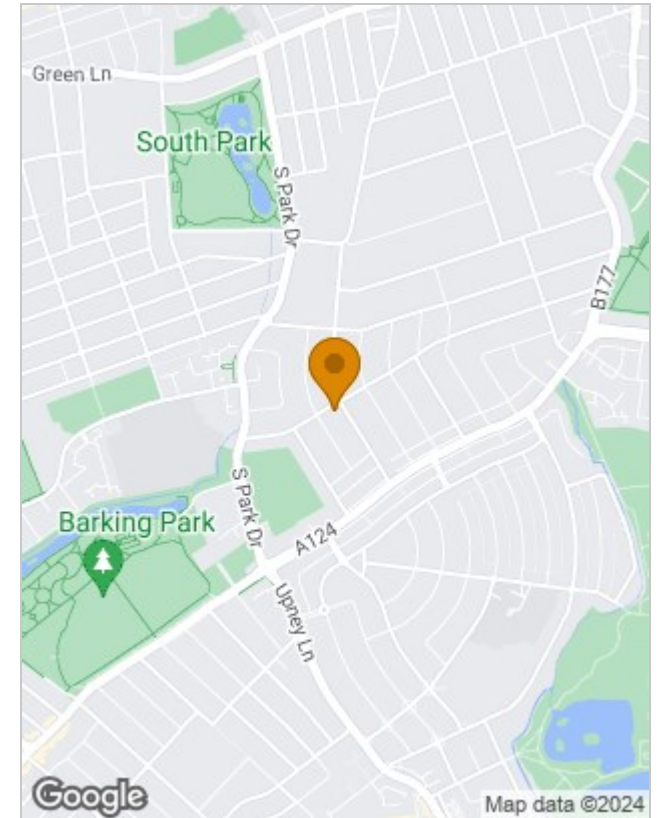 Green Ln
South Park
S Park Dr
B177
S Park Dr
Barking Park
A124
Upney Ln
Google
Map data ©2024